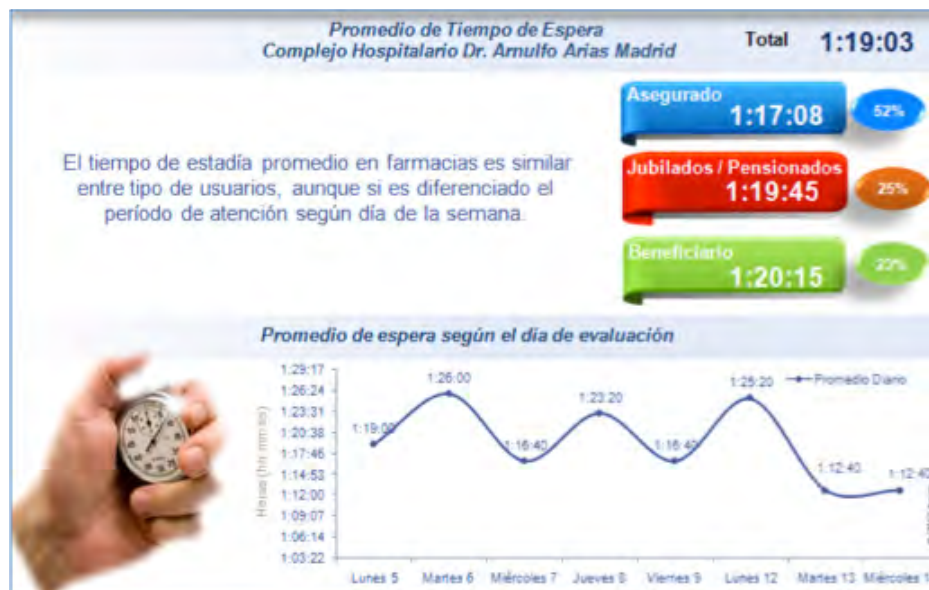 Promedio de Tiempo de Espera
Complejo Hospitalario Dr. Arnulfo Arias Madrid
Total 1:19:03
Asegurado
1:17:08
52%
El tiempo de estadía promedio en farmacias es similar
entre tipo de usuarios, aunque si es diferenciado el
período de atención según día de la semana.
Jubilados / Pensionados
1:19:45
25%
Beneficiario
1:20:15
23%
Promedio de espera según el día de evaluación
1:29:17
1:26:24
1:23:31
1:20:38
1:17:46
1:14:53
1:12:00
1:09:07
1:06:14
1:03:22
1:19:00
1:26:00
1:16:40
1:23:20
1:16:40
1:25:20
1:12:40
1:12:40
Promedio Diario
Lunes 5 Martes 6 Miércoles 7 Jueves 8 Viernes 9 Lunes 12 Martes 13 Miércoles 1